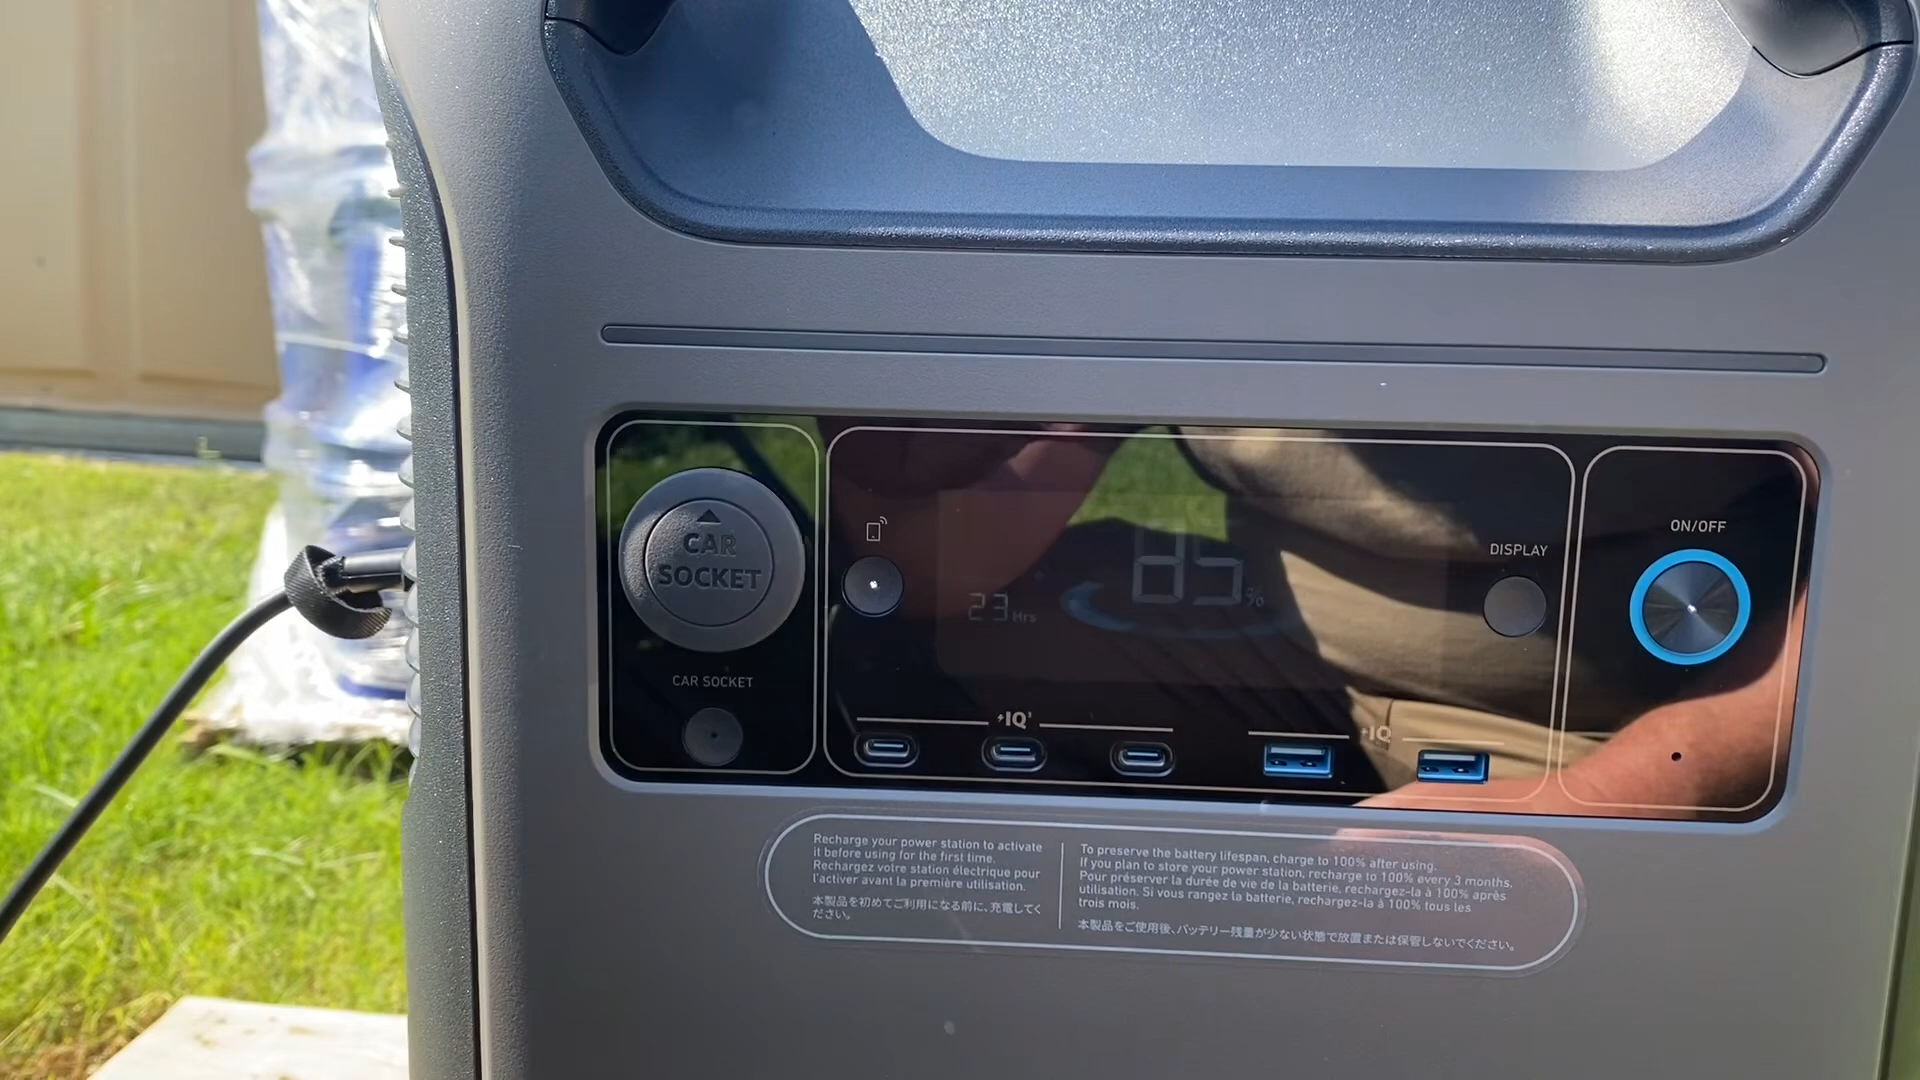 CAR
SOCKET
CAR SOCKET
23 Hrs
%
DISPLAY
ON/OFF
IQ³
IQ
Recharge your power station to activate
it before using for the first time.
Rechargez votre station électrique pour
l'activer avant la première utilisation.
本製品を初めてご利用になる前に、充電してく
ださい。
To preserve the battery lifespan, charge to 100% after using.
If you plan to store your power station, recharge to 100% every 3 months.
Pour préserver la durée de vie de la batterie, rechargez-la à 100% après
utilisation. Si vous rangez la batterie, rechargez-la à 100% tous les
trois mois.
本製品をご使用後、バッテリー残量が少ない状態で放置または保管しないでください。